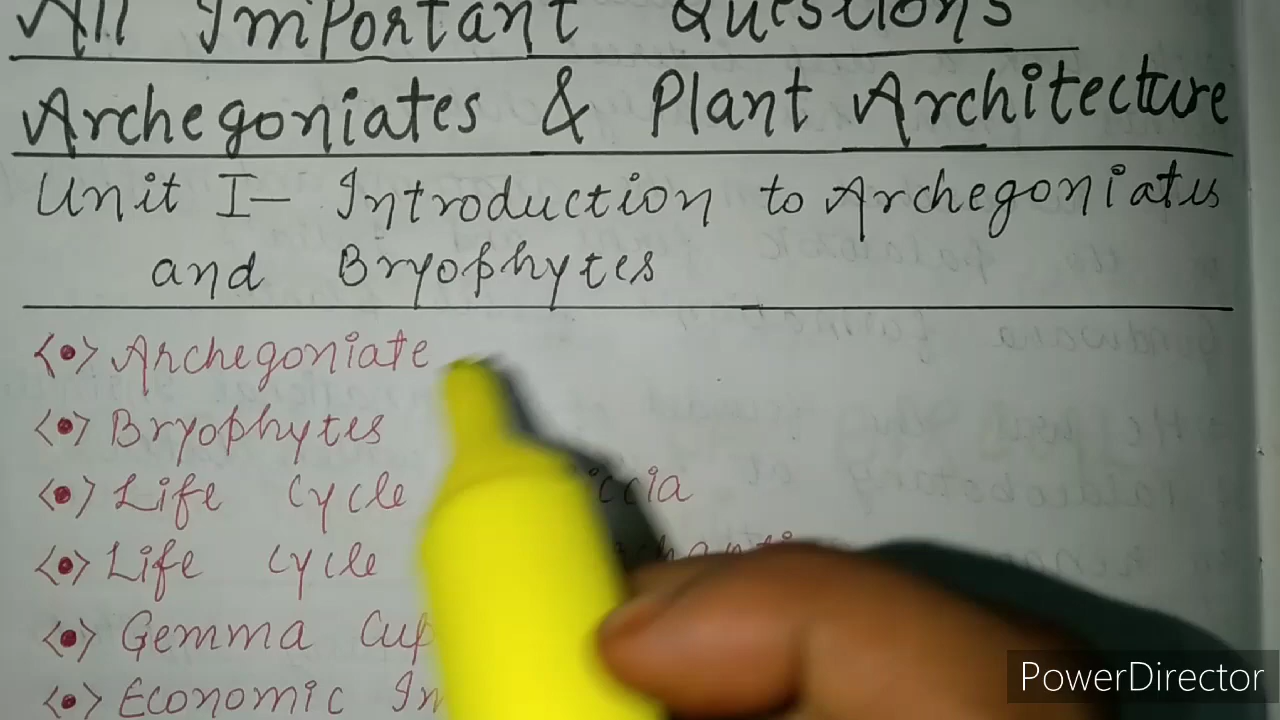 All Important Questions
Archegoniates & Plant Architecture
Unit I- Introduction to Archegoniates
and Bryophytes
<•> Archegoniate
<•> Bryophytes
<•> Life Cycle
<•> Life Cycle
<•> Gemma Cup
<•> Economic
PowerDirector